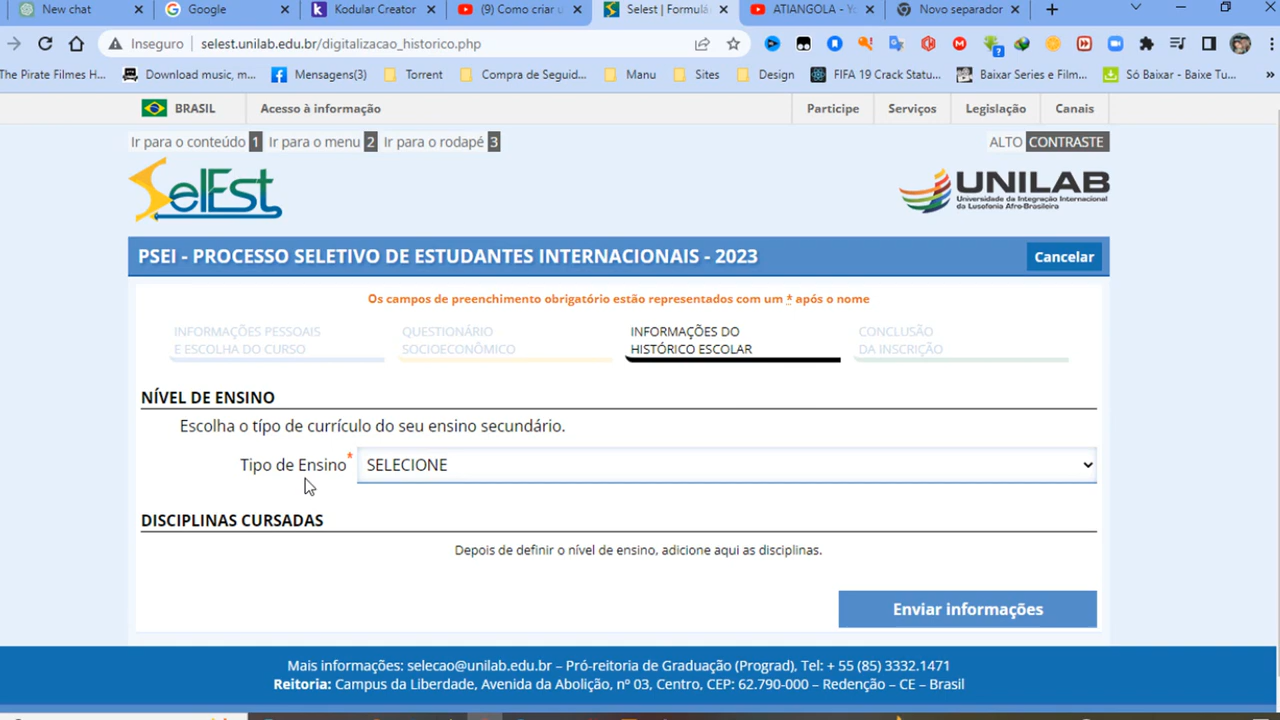 New chat
Google
Kodular Creator
(9) Como criar u
Selest | Formulá
ATIANGOLA - Yo
Novo separador
Inseguro
selest.unilab.edu.br/digitalizacao_historico.php
The Pirate Filmes H...
Download music, m...
Mensagens(3)
Torrent
Compra de Seguid...
Manu
Sites
Design
FIFA 19 Crack Statu...
Baixar Series e Film...
Só Baixar - Baixe Tu...
»
BRASIL
Acesso à informação
Participe
Serviços
Legislação
Canais
Ir para o conteúdo 1 Ir para o menu 2 Ir para o rodapé 3
ALTO CONTRASTE
SelEst
UNILAB
Universidade da Integração Internacional
da Lusofonia Afro-Brasileira
PSEI - PROCESSO SELETIVO DE ESTUDANTES INTERNACIONAIS - 2023
Cancelar
Os campos de preenchimento obrigatório estão representados com um * após o nome
INFORMAÇÕES PESSOAIS
E ESCOLHA DO CURSO
QUESTIONÁRIO
SOCIOECONÔMICO
INFORMAÇÕES DO
HISTÓRICO ESCOLAR
CONCLUSÃO
DA INSCRIÇÃO
NÍVEL DE ENSINO
Escolha o típo de currículo do seu ensino secundário.
Tipo de Ensino *
SELECIONE
DISCIPLINAS CURSADAS
Depois de definir o nível de ensino, adicione aqui as disciplinas.
Enviar informações
Mais informações: selecao@unilab.edu.br – Pró-reitoria de Graduação (Prograd), Tel: + 55 (85) 3332.1471
Reitoria: Campus da Liberdade, Avenida da Abolição, nº 03, Centro, CEP: 62.790-000 – Redenção – CE – Brasil